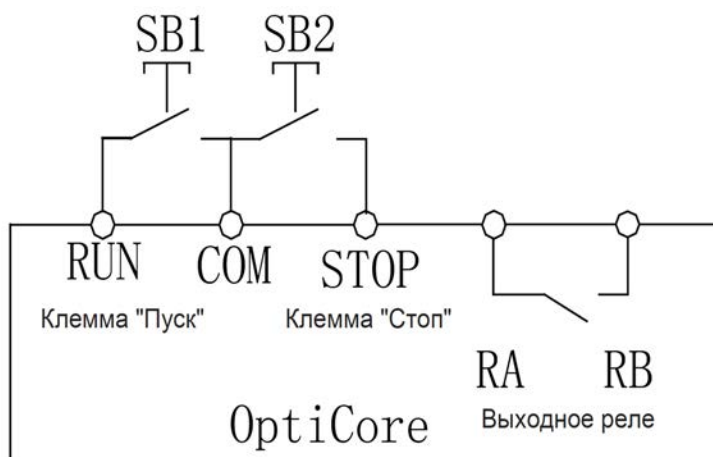 SB1 SB2
RUN COM STOP
Клемма "Пуск" Клемма "Стоп"
RA RB
OptiCore Выходное реле